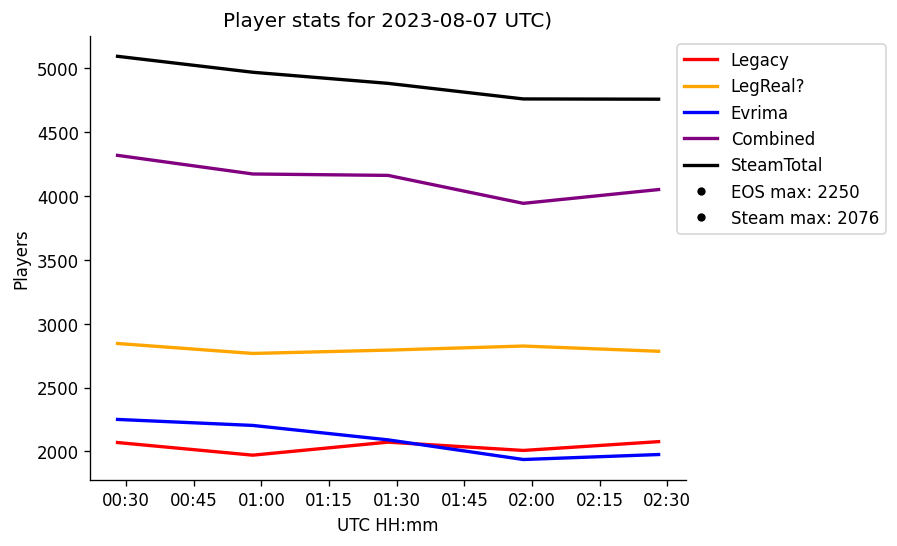 Player stats for 2023-08-07 UTC)
Legacy
LegReal?
Evrima
Combined
SteamTotal
EOS max: 2250
Steam max: 2076
5000
4500
4000
3500
3000
2500
2000
Players
00:30 00:45 01:00 01:15 01:30 01:45 02:00 02:15 02:30
UTC HH:mm